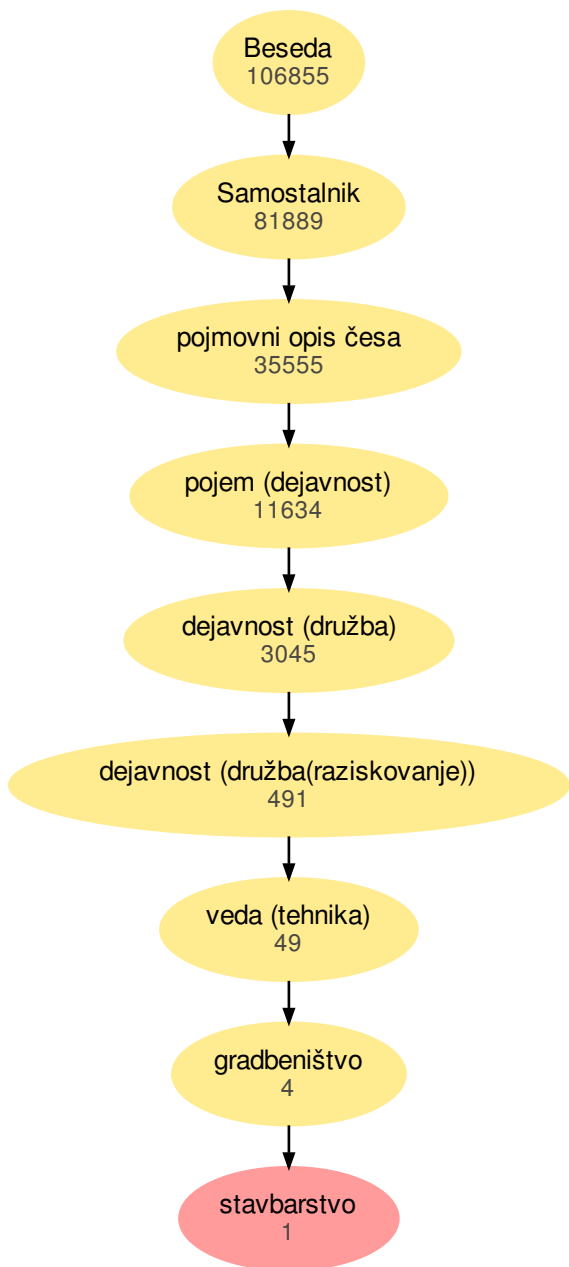 Beseda
106855
Samostalnik
81889
pojmovni opis česa
35555
pojem (dejavnost)
11634
dejavnost (družba)
3045
dejavnost (družba(raziskovanje))
491
veda (tehnika)
49
gradbeništvo
4
stavbarstvo
1